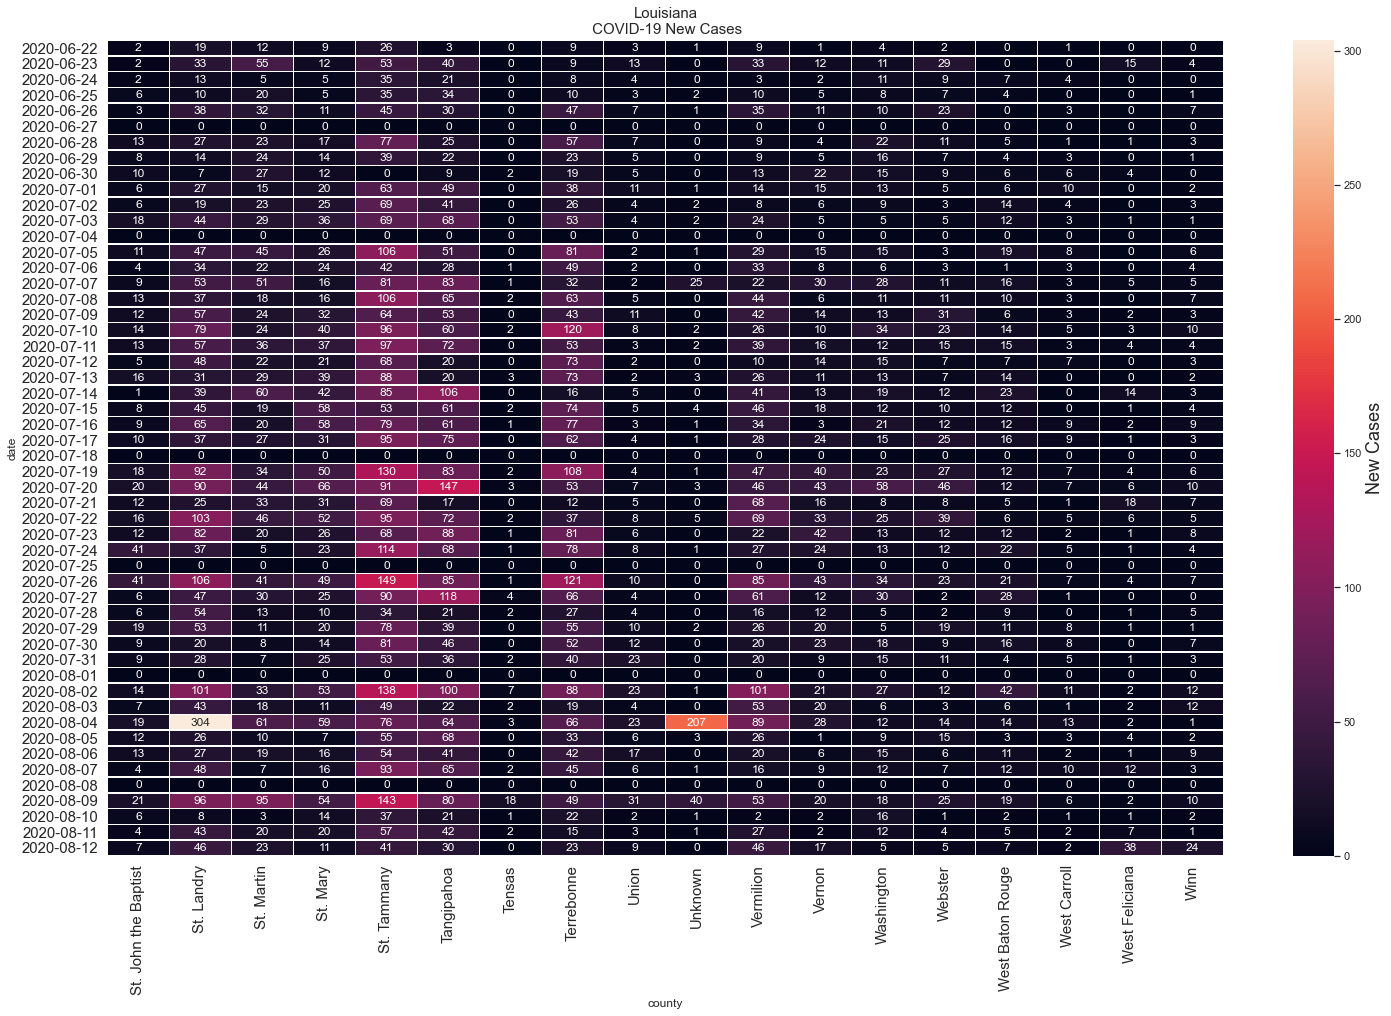 Louisiana
COVID-19 New Cases
2020-06-22 2 19 12 9 26 3 0 9 3 1 9 1 4 2 0 1 0 0
2020-06-23 2 33 55 12 53 40 0 9 13 0 33 12 11 29 0 0 15 4
2020-06-24 2 13 5 5 35 21 0 8 4 0 3 2 11 9 7 4 0 0
2020-06-25 6 10 20 5 35 34 0 10 3 2 10 5 8 7 4 0 0 1
2020-06-26 3 38 32 11 45 30 0 47 7 1 35 11 10 23 0 3 0 7
2020-06-27 0 0 0 0 0 0 0 0 0 0 0 0 0 0 0 0 0 0
2020-06-28 13 27 23 17 77 25 0 57 7 0 9 4 22 11 5 1 1 3
2020-06-29 8 14 24 14 39 22 0 23 5 0 9 5 16 7 4 3 0 1
2020-06-30 10 7 27 12 0 9 2 19 5 0 13 22 15 9 6 6 4 0
2020-07-01 6 27 15 20 63 49 0 38 11 1 14 15 13 5 6 10 0 2
2020-07-02 6 19 23 25 69 41 0 26 4 2 8 6 9 3 14 4 0 3
2020-07-03 18 44 29 36 69 68 0 53 4 2 24 5 5 5 12 3 1 1
2020-07-04 0 0 0 0 0 0 0 0 0 0 0 0 0 0 0 0 0 0
2020-07-05 11 47 45 26 106 51 0 81 2 1 29 15 15 3 19 8 0 6
2020-07-06 4 34 22 24 42 28 1 49 2 0 33 8 6 3 1 3 0 4
2020-07-07 9 53 51 16 81 83 1 32 2 25 22 30 28 11 16 3 5 5
2020-07-08 13 37 18 16 106 65 2 63 5 0 44 6 11 11 10 3 0 7
2020-07-09 12 57 24 32 64 53 0 43 11 0 42 14 13 31 6 3 2 3
2020-07-10 14 79 24 40 96 60 2 120 8 2 26 10 34 23 14 5 3 10
2020-07-11 13 57 36 37 97 72 0 53 3 2 39 16 12 15 15 3 4 4
2020-07-12 5 48 22 21 68 20 0 73 2 0 10 14 15 7 7 7 0 3
2020-07-13 16 31 29 39 88 20 3 73 2 3 26 11 13 7 14 0 0 2
2020-07-14 1 39 60 42 85 106 0 16 5 0 41 13 19 12 23 0 14 3
2020-07-15 8 45 19 58 53 61 2 74 5 4 46 18 12 10 12 0 1 4
2020-07-16 9 65 20 58 79 61 1 77 3 1 34 3 21 12 12 9 2 9
2020-07-17 10 37 27 31 95 75 0 62 4 1 28 24 15 25 16 9 1 3
2020-07-18 0 0 0 0 0 0 0 0 0 0 0 0 0 0 0 0 0 0
2020-07-19 18 92 34 50 130 83 2 108 4 1 47 40 23 27 12 7 4 6
2020-07-20 20 90 44 66 91 147 3 53 7 3 46 43 58 46 12 7 6 10
2020-07-21 12 25 33 31 69 17 0 12 5 0 68 16 8 8 5 1 18 7
2020-07-22 16 103 46 52 95 72 2 37 8 5 69 33 25 39 6 5 6 5
2020-07-23 12 82 20 26 68 88 1 81 6 0 22 42 13 12 12 2 1 8
2020-07-24 41 37 5 23 114 68 1 78 8 1 27 24 13 12 22 5 1 4
2020-07-25 0 0 0 0 0 0 0 0 0 0 0 0 0 0 0 0 0 0
2020-07-26 41 106 41 49 149 85 1 121 10 0 85 43 34 23 21 7 4 7
2020-07-27 6 47 30 25 90 118 4 66 4 0 61 12 30 2 28 1 0 0
2020-07-28 6 54 13 10 34 21 2 27 4 0 16 12 5 2 9 0 1 5
2020-07-29 19 53 11 20 78 39 0 55 10 2 26 20 5 19 11 8 1 1
2020-07-30 9 20 8 14 81 46 0 52 12 0 20 23 18 9 16 8 0 7
2020-07-31 9 28 7 25 53 36 2 40 23 0 20 9 15 11 4 5 1 3
2020-08-01 0 0 0 0 0 0 0 0 0 0 0 0 0 0 0 0 0 0
2020-08-02 14 101 33 53 138 100 7 88 23 1 101 21 27 12 42 11 2 12
2020-08-03 7 43 18 11 49 22 2 19 4 0 53 20 6 3 6 1 2 12
2020-08-04 19 304 61 59 76 64 3 66 23 207 89 28 12 14 14 13 2 1
2020-08-05 12 26 10 7 55 68 0 33 6 3 26 1 9 15 3 3 4 2
2020-08-06 13 27 19 16 54 41 0 42 17 0 20 6 15 6 11 2 1 9
2020-08-07 4 48 7 16 93 65 2 45 6 1 16 9 12 7 12 10 12 3
2020-08-08 0 0 0 0 0 0 0 0 0 0 0 0 0 0 0 0 0 0
2020-08-09 21 96 95 54 143 80 18 49 31 40 53 20 18 25 19 6 2 10
2020-08-10 6 8 3 14 37 21 1 22 2 1 2 2 16 1 2 1 1 2
2020-08-11 4 43 20 20 57 42 2 15 3 1 27 2 12 4 5 2 7 1
2020-08-12 7 46 23 11 41 30 0 23 9 0 46 17 5 5 7 2 38 24
date
St. John the Baptist
St. Landry
St. Martin
St. Mary
St. Tammany
Tangipahoa
Tensas
Terrebonne
Union
Unknown
Vermilion
Vernon
Washington
Webster
West Baton Rouge
West Carroll
West Feliciana
Winn
county
300
250
200
150
100
50
0
New Cases